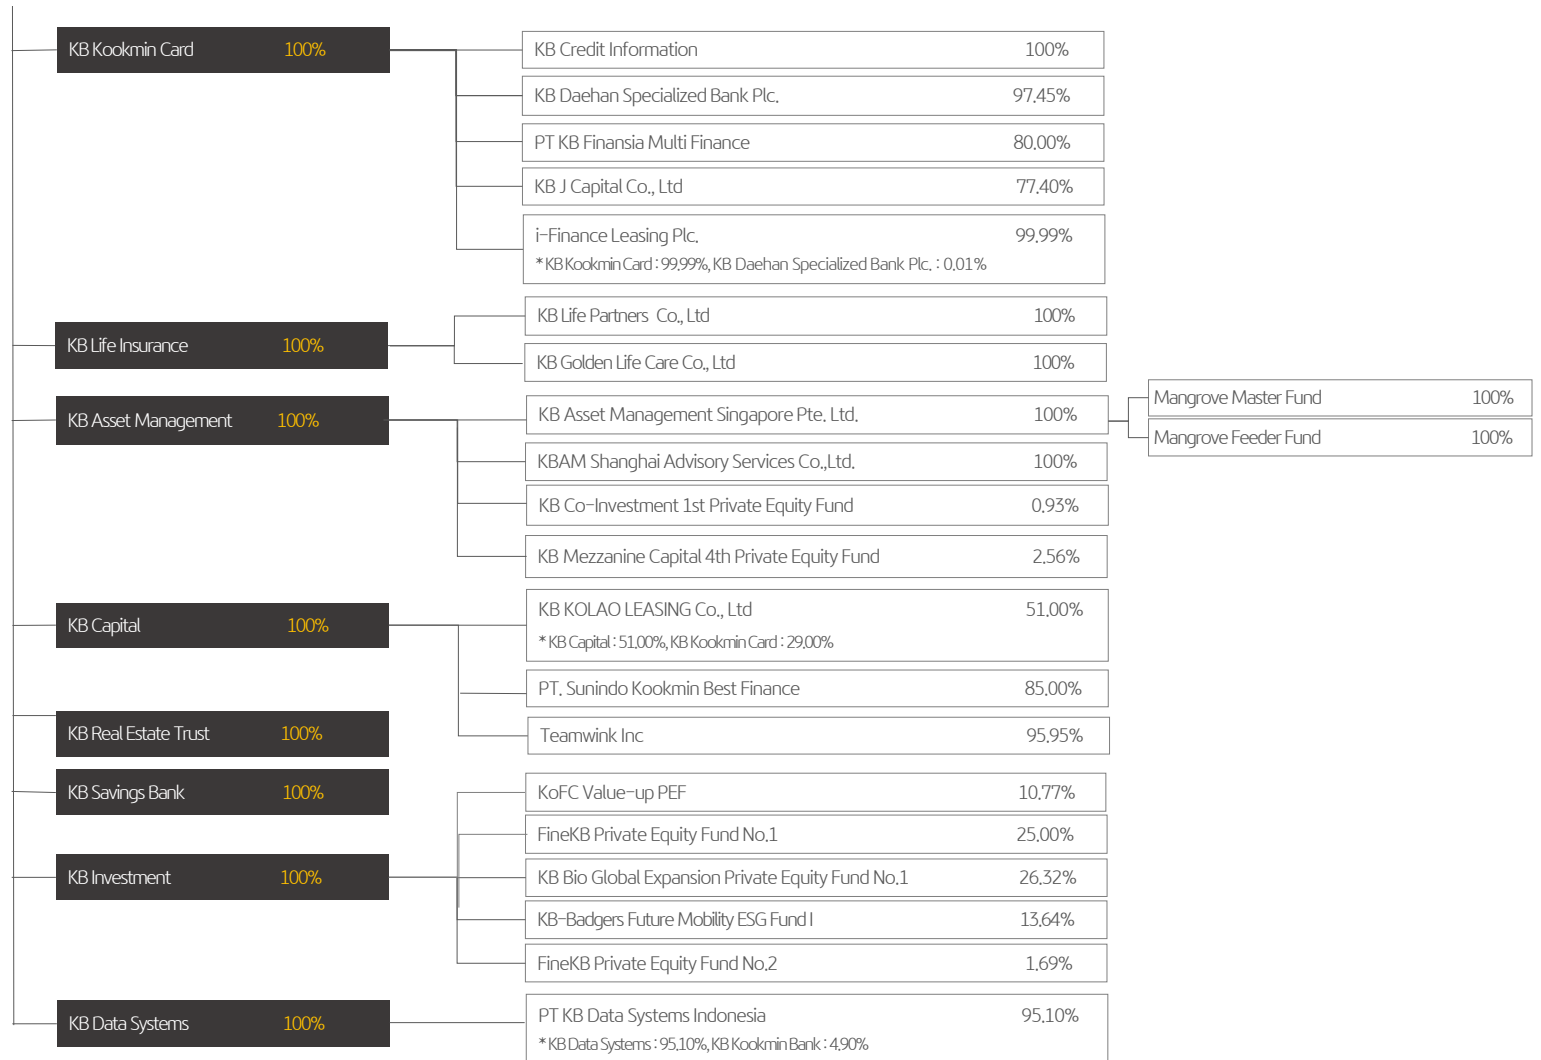 KB Kookmin Card 100%
KB Credit Information 100%
KB Daehan Specialized Bank Plc. 97.45%
PT KB Finansia Multi Finance 80.00%
KB J Capital Co., Ltd 77.40%
i-Finance Leasing Plc. 99.99%
*KB Kookmin Card : 99.99%, KB Daehan Specialized Bank Plc. : 0.01%
KB Life Insurance 100%
KB Life Partners Co., Ltd 100%
KB Golden Life Care Co., Ltd 100%
KB Asset Management 100%
KB Asset Management Singapore Pte. Ltd. 100%
Mangrove Master Fund 100%
Mangrove Feeder Fund 100%
KBAM Shanghai Advisory Services Co.,Ltd. 100%
KB Co-Investment 1st Private Equity Fund 0.93%
KB Mezzanine Capital 4th Private Equity Fund 2.56%
KB Capital 100%
KB KOLAO LEASING Co., Ltd 51.00%
*KB Capital : 51.00%, KB Kookmin Card : 29.00%
PT. Sunindo Kookmin Best Finance 85.00%
Teamwink Inc 95.95%
KB Real Estate Trust 100%
KB Savings Bank 100%
KB Investment 100%
KoFC Value-up PEF 10.77%
FineKB Private Equity Fund No.1 25.00%
KB Bio Global Expansion Private Equity Fund No.1 26.32%
KB-Badgers Future Mobility ESG Fund I 13.64%
FineKB Private Equity Fund No.2 1.69%
KB Data Systems 100%
PT KB Data Systems Indonesia 95.10%
*KB Data Systems : 95.10%, KB Kookmin Bank : 4.90%